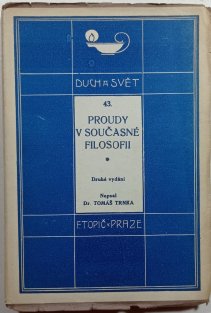 DUCH A SVĚT
43.
PROUDY
V SOUČASNÉ
FILOSOFII
Druhé vydání
Napsal
Dr. TOMÁŠ TRNKA
F.TOPIČ V PRAZE